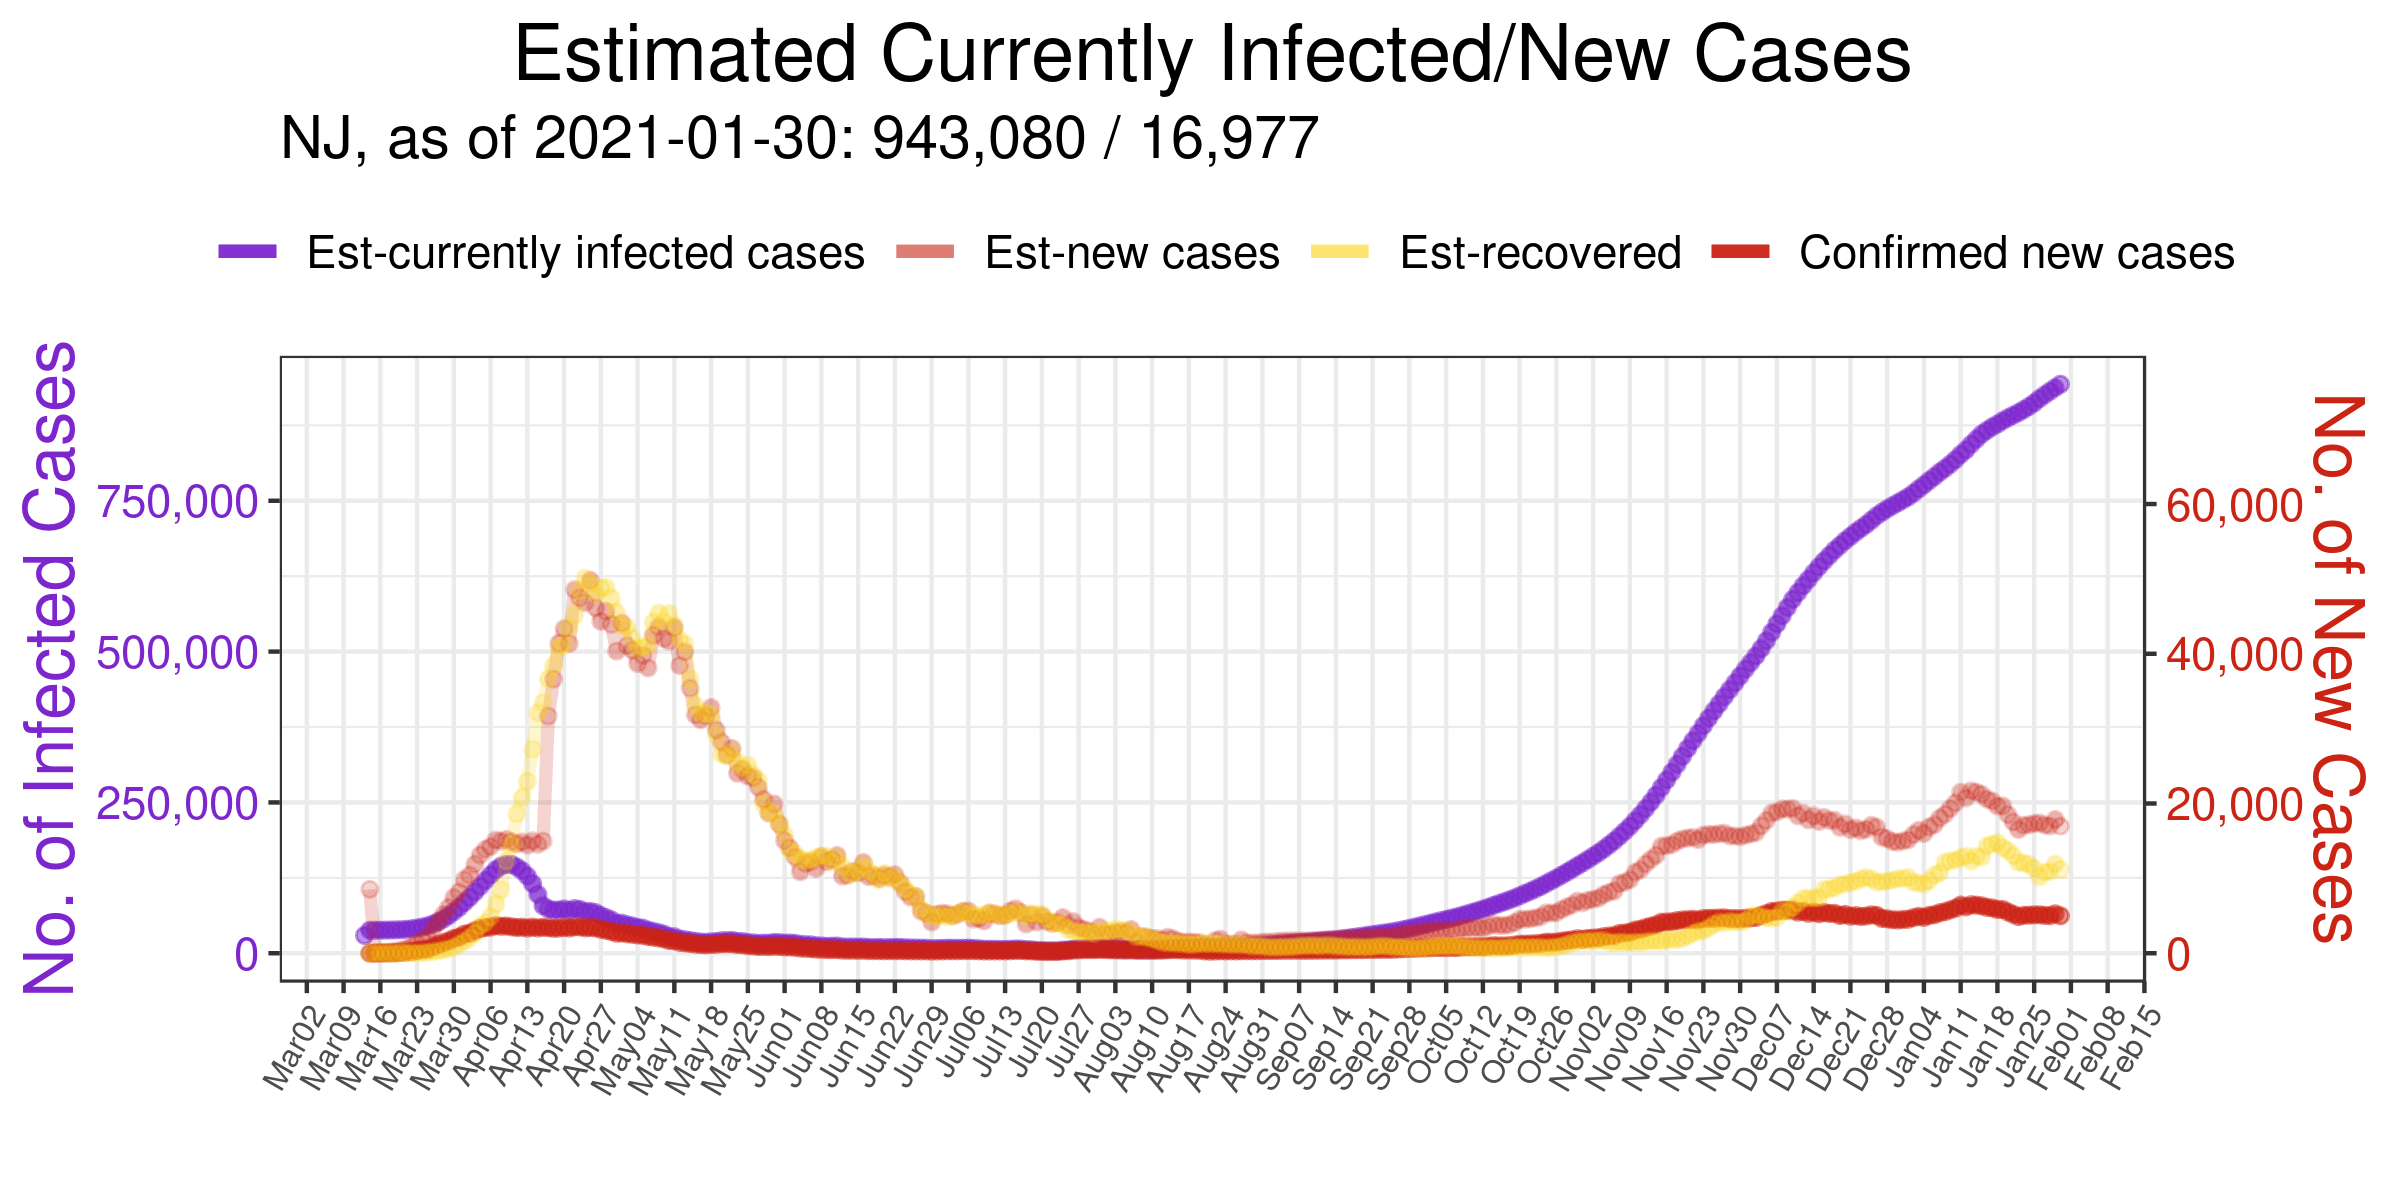 Estimated Currently Infected/New Cases
NJ, as of 2021-01-30: 943,080 / 16,977
Est-currently infected cases Est-new cases Est-recovered Confirmed new cases
No. of Infected Cases
750,000
500,000
250,000
0
60,000
40,000
20,000
0
No. of New Cases
Mar02 Mar09 Mar16 Mar23 Mar30 Apr06 Apr13 Apr20 Apr27 May04 May11 May18 May25 Jun01 Jun08 Jun15 Jun22 Jun29 Jul06 Jul13 Jul20 Jul27 Aug03 Aug10 Aug17 Aug24 Aug31 Sep07 Sep14 Sep21 Sep28 Oct05 Oct12 Oct19 Oct26 Nov02 Nov09 Nov16 Nov23 Nov30 Dec07 Dec14 Dec21 Dec28 Jan04 Jan11 Jan18 Jan25 Feb01 Feb08 Feb15